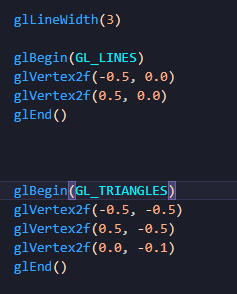 glLineWidth(3)
glBegin(GL_LINES)
glVertex2f(-0.5, 0.0)
glVertex2f(0.5, 0.0)
glEnd()
glBegin(GL_TRIANGLES)
glVertex2f(-0.5, -0.5)
glVertex2f(0.5, -0.5)
glVertex2f(0.0, -0.1)
glEnd()